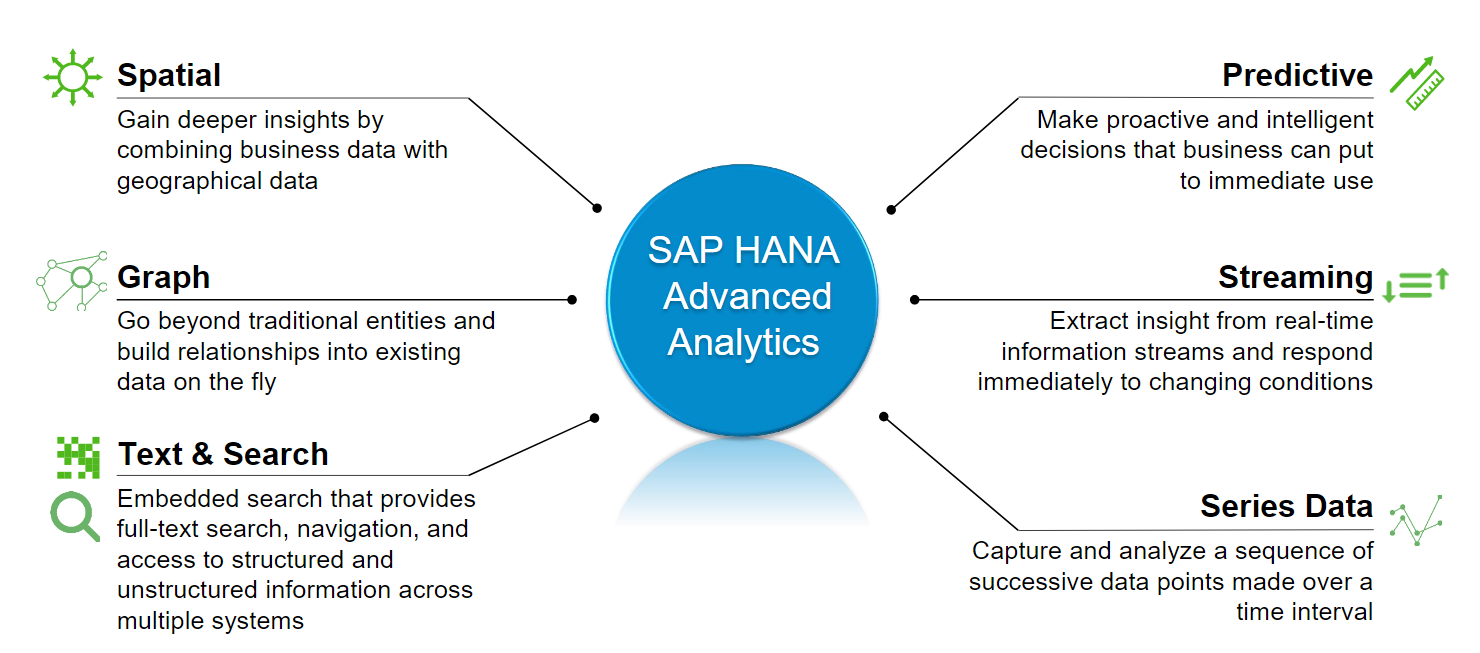 Spatial
Gain deeper insights by
combining business data with
geographical data
Graph
Go beyond traditional entities and
build relationships into existing
data on the fly
Text & Search
Embedded search that provides
full-text search, navigation, and
access to structured and
unstructured information across
multiple systems
SAP HANA
Advanced
Analytics
Predictive
Make proactive and intelligent
decisions that business can put
to immediate use
Streaming
Extract insight from real-time
information streams and respond
immediately to changing conditions
Series Data
Capture and analyze a sequence of
successive data points made over a
time interval